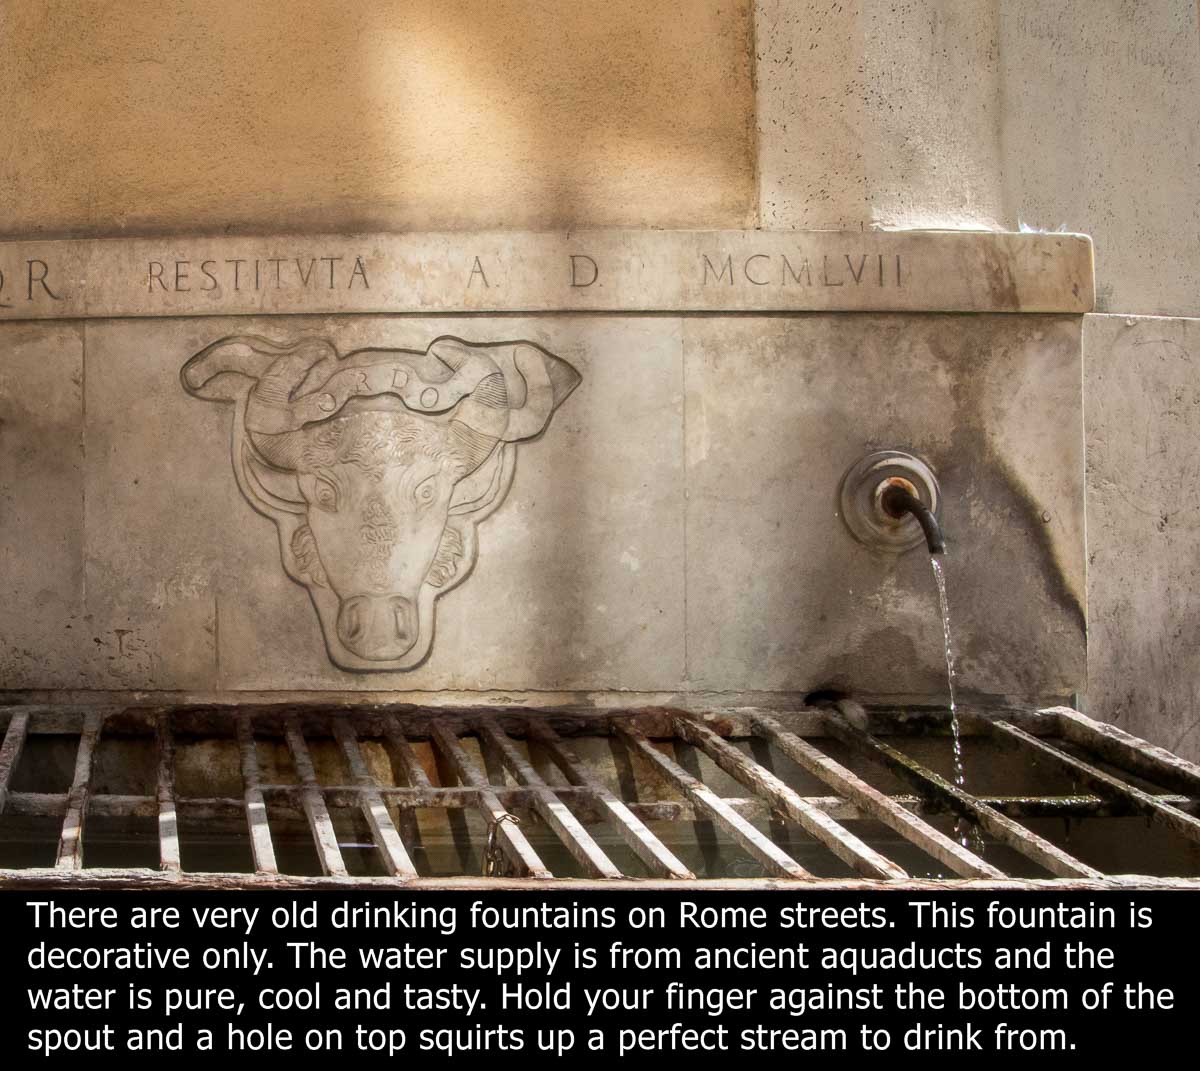 QR RESTITVTA A. D. MCMLVII
ORDO
There are very old drinking fountains on Rome streets. This fountain is
decorative only. The water supply is from ancient aquaducts and the
water is pure, cool and tasty. Hold your finger against the bottom of the
spout and a hole on top squirts up a perfect stream to drink from.